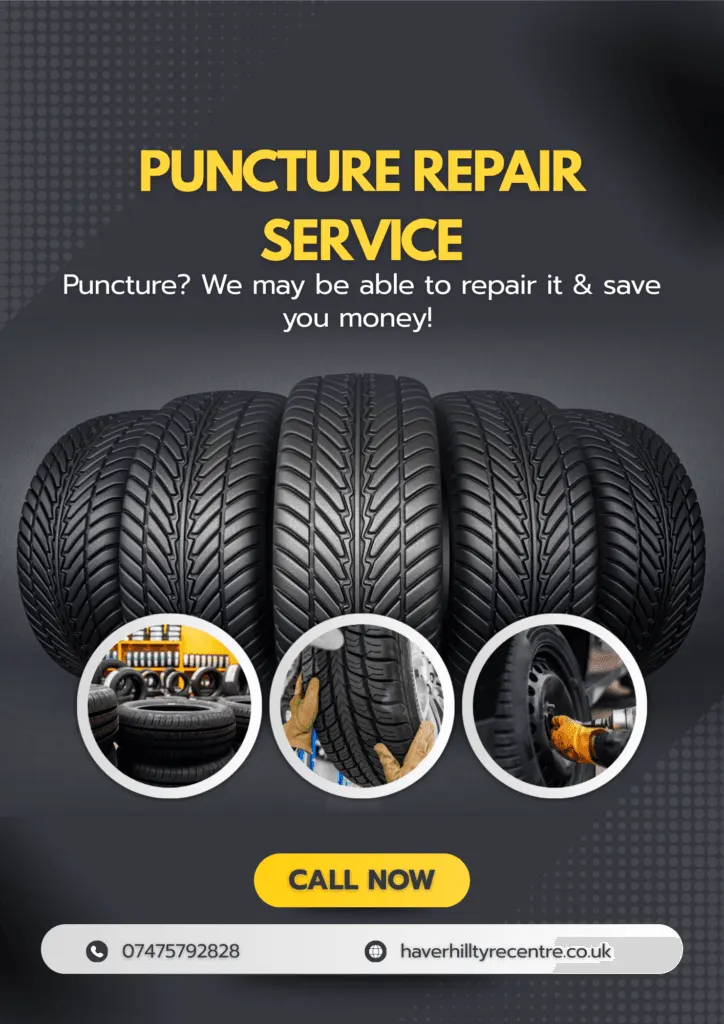 PUNCTURE REPAIR
SERVICE
Puncture? We may be able to repair it & save
you money!
CALL NOW
07475792828
haverhilltyrecentre.co.uk